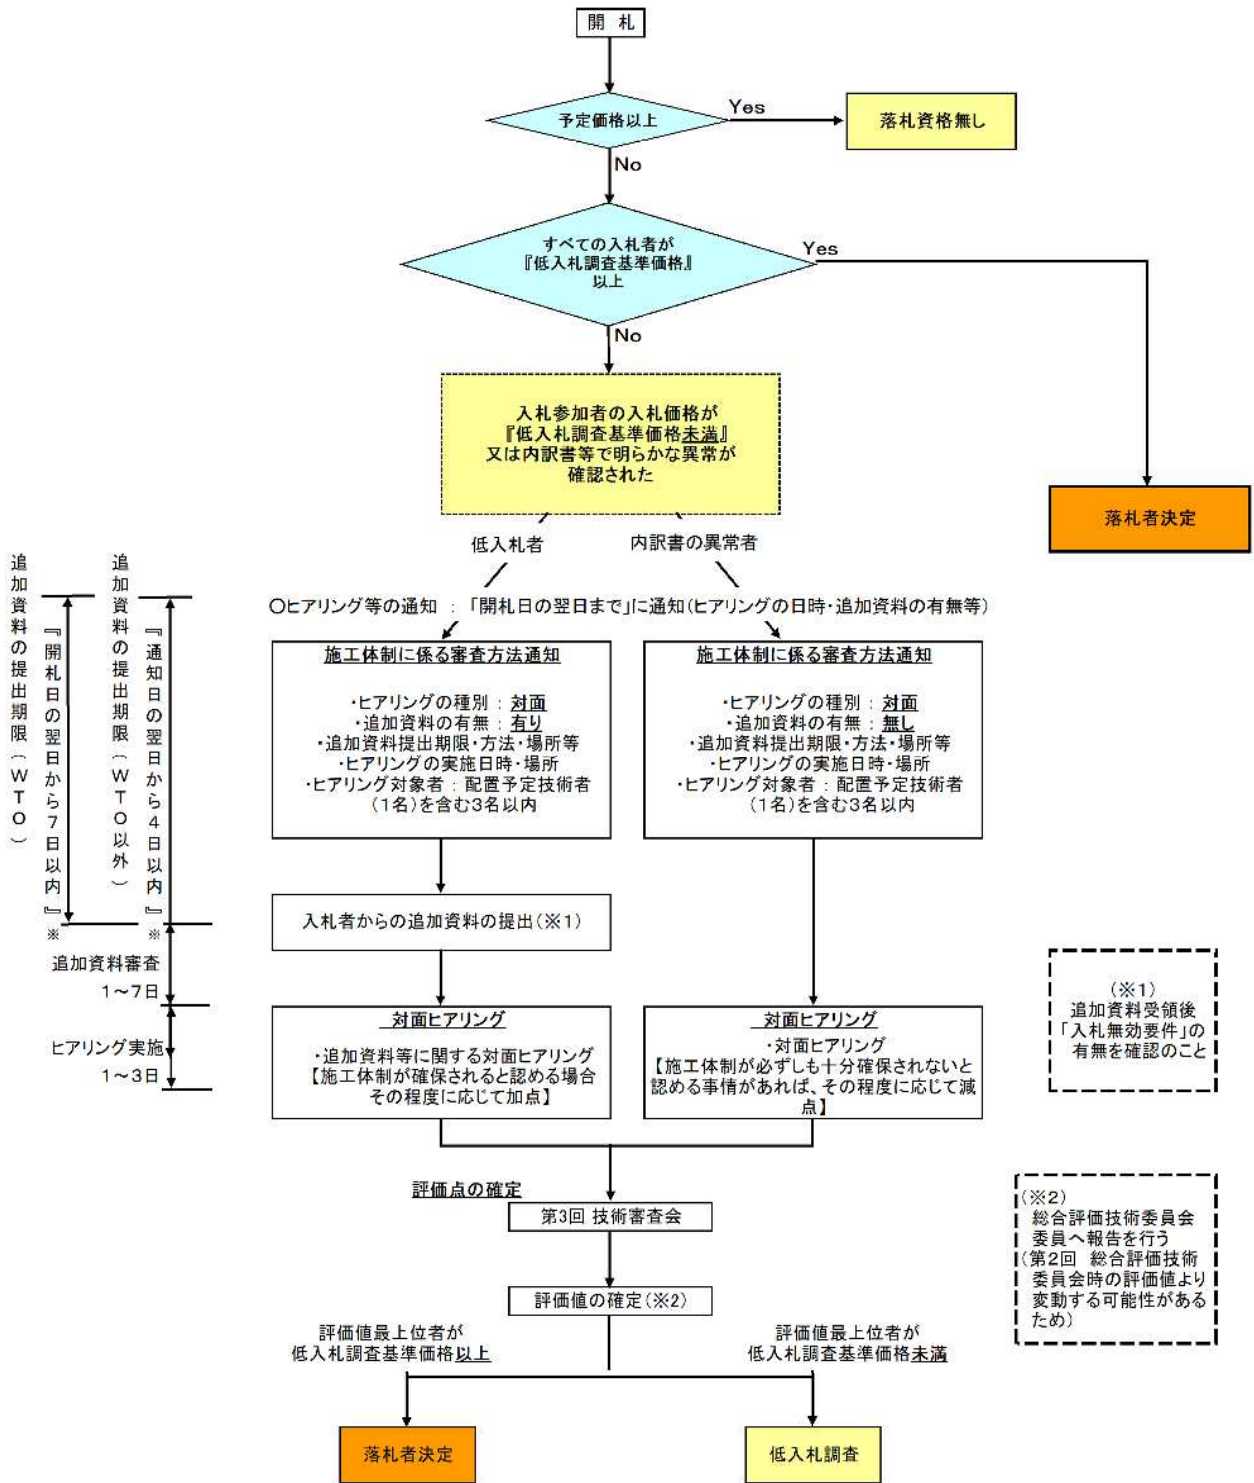 開 札
予定価格以上
Yes
落札資格無し
No
すべての入札者が
『低入札調査基準価格』
以上
Yes
No
入札参加者の入札価格が
『低入札調査基準価格未満』
又は内訳書等で明らかな異常が
確認された
落札者決定
低入札者
内訳書の異常者
○ヒアリング等の通知 : 「開札日の翌日まで」に通知(ヒアリングの日時・追加資料の有無等)
追加資料の提出期限(WTO)
『開札日の翌日から7日以内』※
追加資料の提出期限(WTO以外)
『通知日の翌日から4日以内』※
追加資料審査
1～7日
ヒアリング実施
1～3日
施工体制に係る審査方法通知
・ヒアリングの種別 : 対面
・追加資料の有無 : 有り
・追加資料提出期限・方法・場所等
・ヒアリングの実施日時・場所
・ヒアリング対象者 : 配置予定技術者
(1名)を含む3名以内
施工体制に係る審査方法通知
・ヒアリングの種別 : 対面
・追加資料の有無 : 無し
・追加資料提出期限・方法・場所等
・ヒアリングの実施日時・場所
・ヒアリング対象者 : 配置予定技術者
(1名)を含む3名以内
入札者からの追加資料の提出(※1)
対面ヒアリング
・追加資料等に関する対面ヒアリング
【施工体制が確保されると認める場合
その程度に応じて加点】
対面ヒアリング
・対面ヒアリング
【施工体制が必ずしも十分確保されないと
認める事情があれば、その程度に応じて減
点】
(※1)
追加資料受領後
「入札無効要件」の
有無を確認のこと
評価点の確定
第3回 技術審査会
評価値の確定(※2)
(※2)
総合評価技術委員会
委員へ報告を行う
(第2回 総合評価技術
委員会時の評価値より
変動する可能性がある
ため)
評価値最上位者が
低入札調査基準価格以上
評価値最上位者が
低入札調査基準価格未満
落札者決定
低入札調査